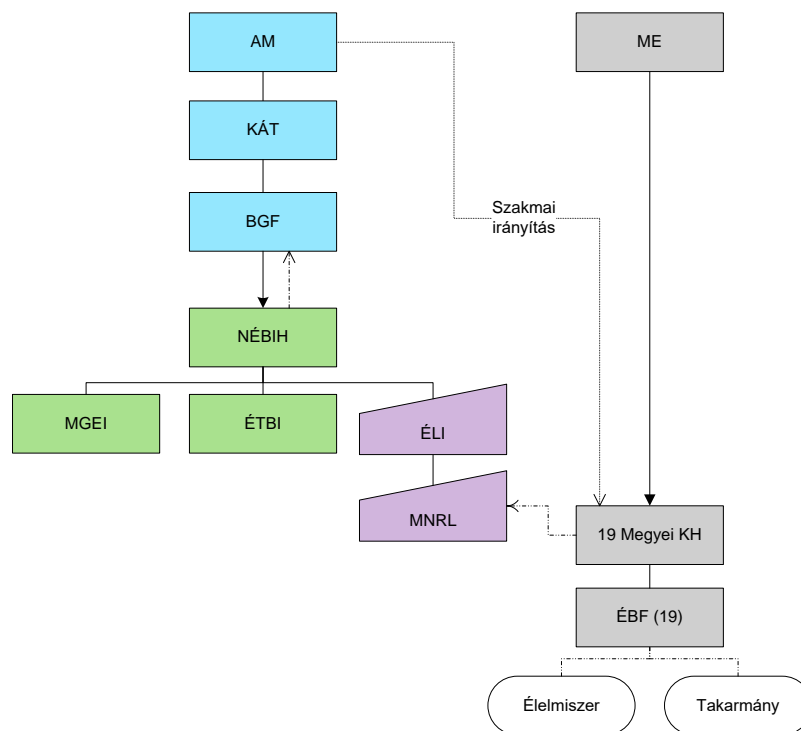 AM
ME
KÁT
Szakmai
irányítás
BGF
NÉBIH
MGEI
ÉTBI
ÉLI
MNRL
19 Megyei KH
ÉBF (19)
Élelmiszer
Takarmány